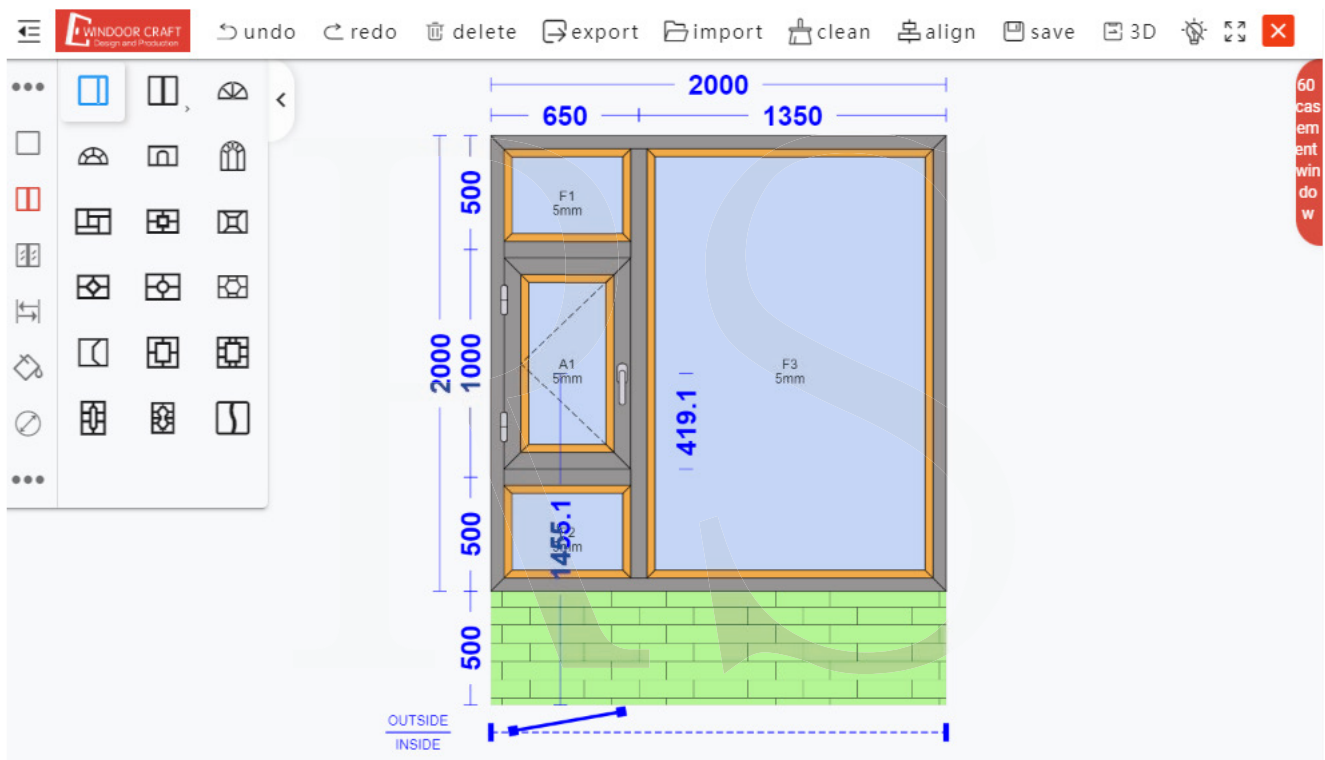 WINDOOR CRAFT
Design and Production
undo
redo
delete
export
import
clean
align
save
3D
60
cas
em
ent
win
do
w
2000
650
1350
500
F1
5mm
2000
1000
A1
5mm
F3
5mm
419.1
500
1455.1
500
OUTSIDE
INSIDE
RS